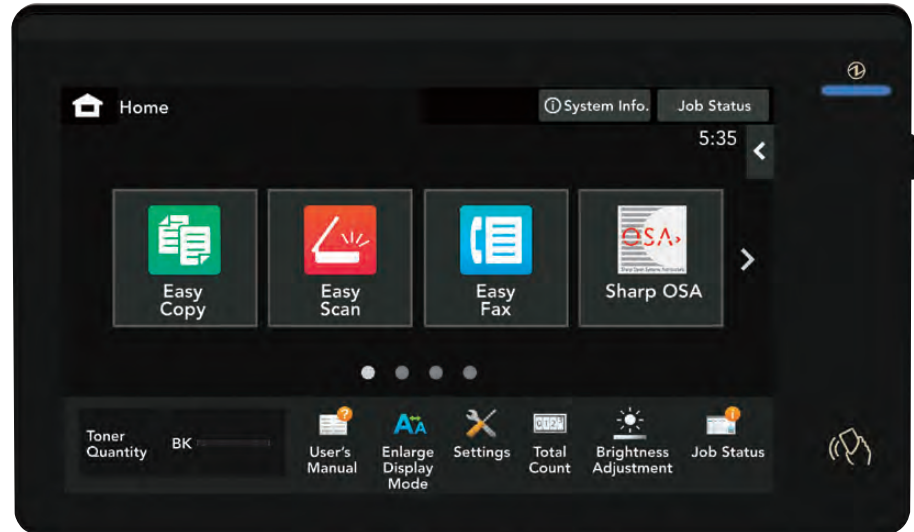 Home
System Info.
Job Status
5:35
Easy
Copy
Easy
Scan
Easy
Fax
OSA
Sharp OSA
Toner
Quantity
BK
User's
Manual
Enlarge
Display
Mode
Settings
Total
Count
Brightness
Adjustment
Job Status